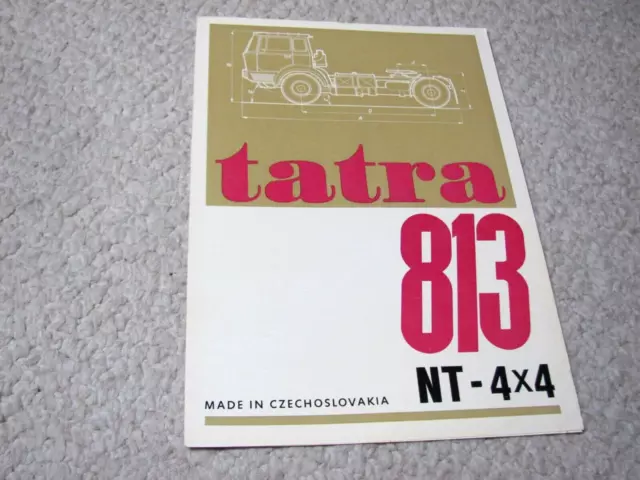 tatra
813
NT-4x4
MADE IN CZECHOSLOVAKIA